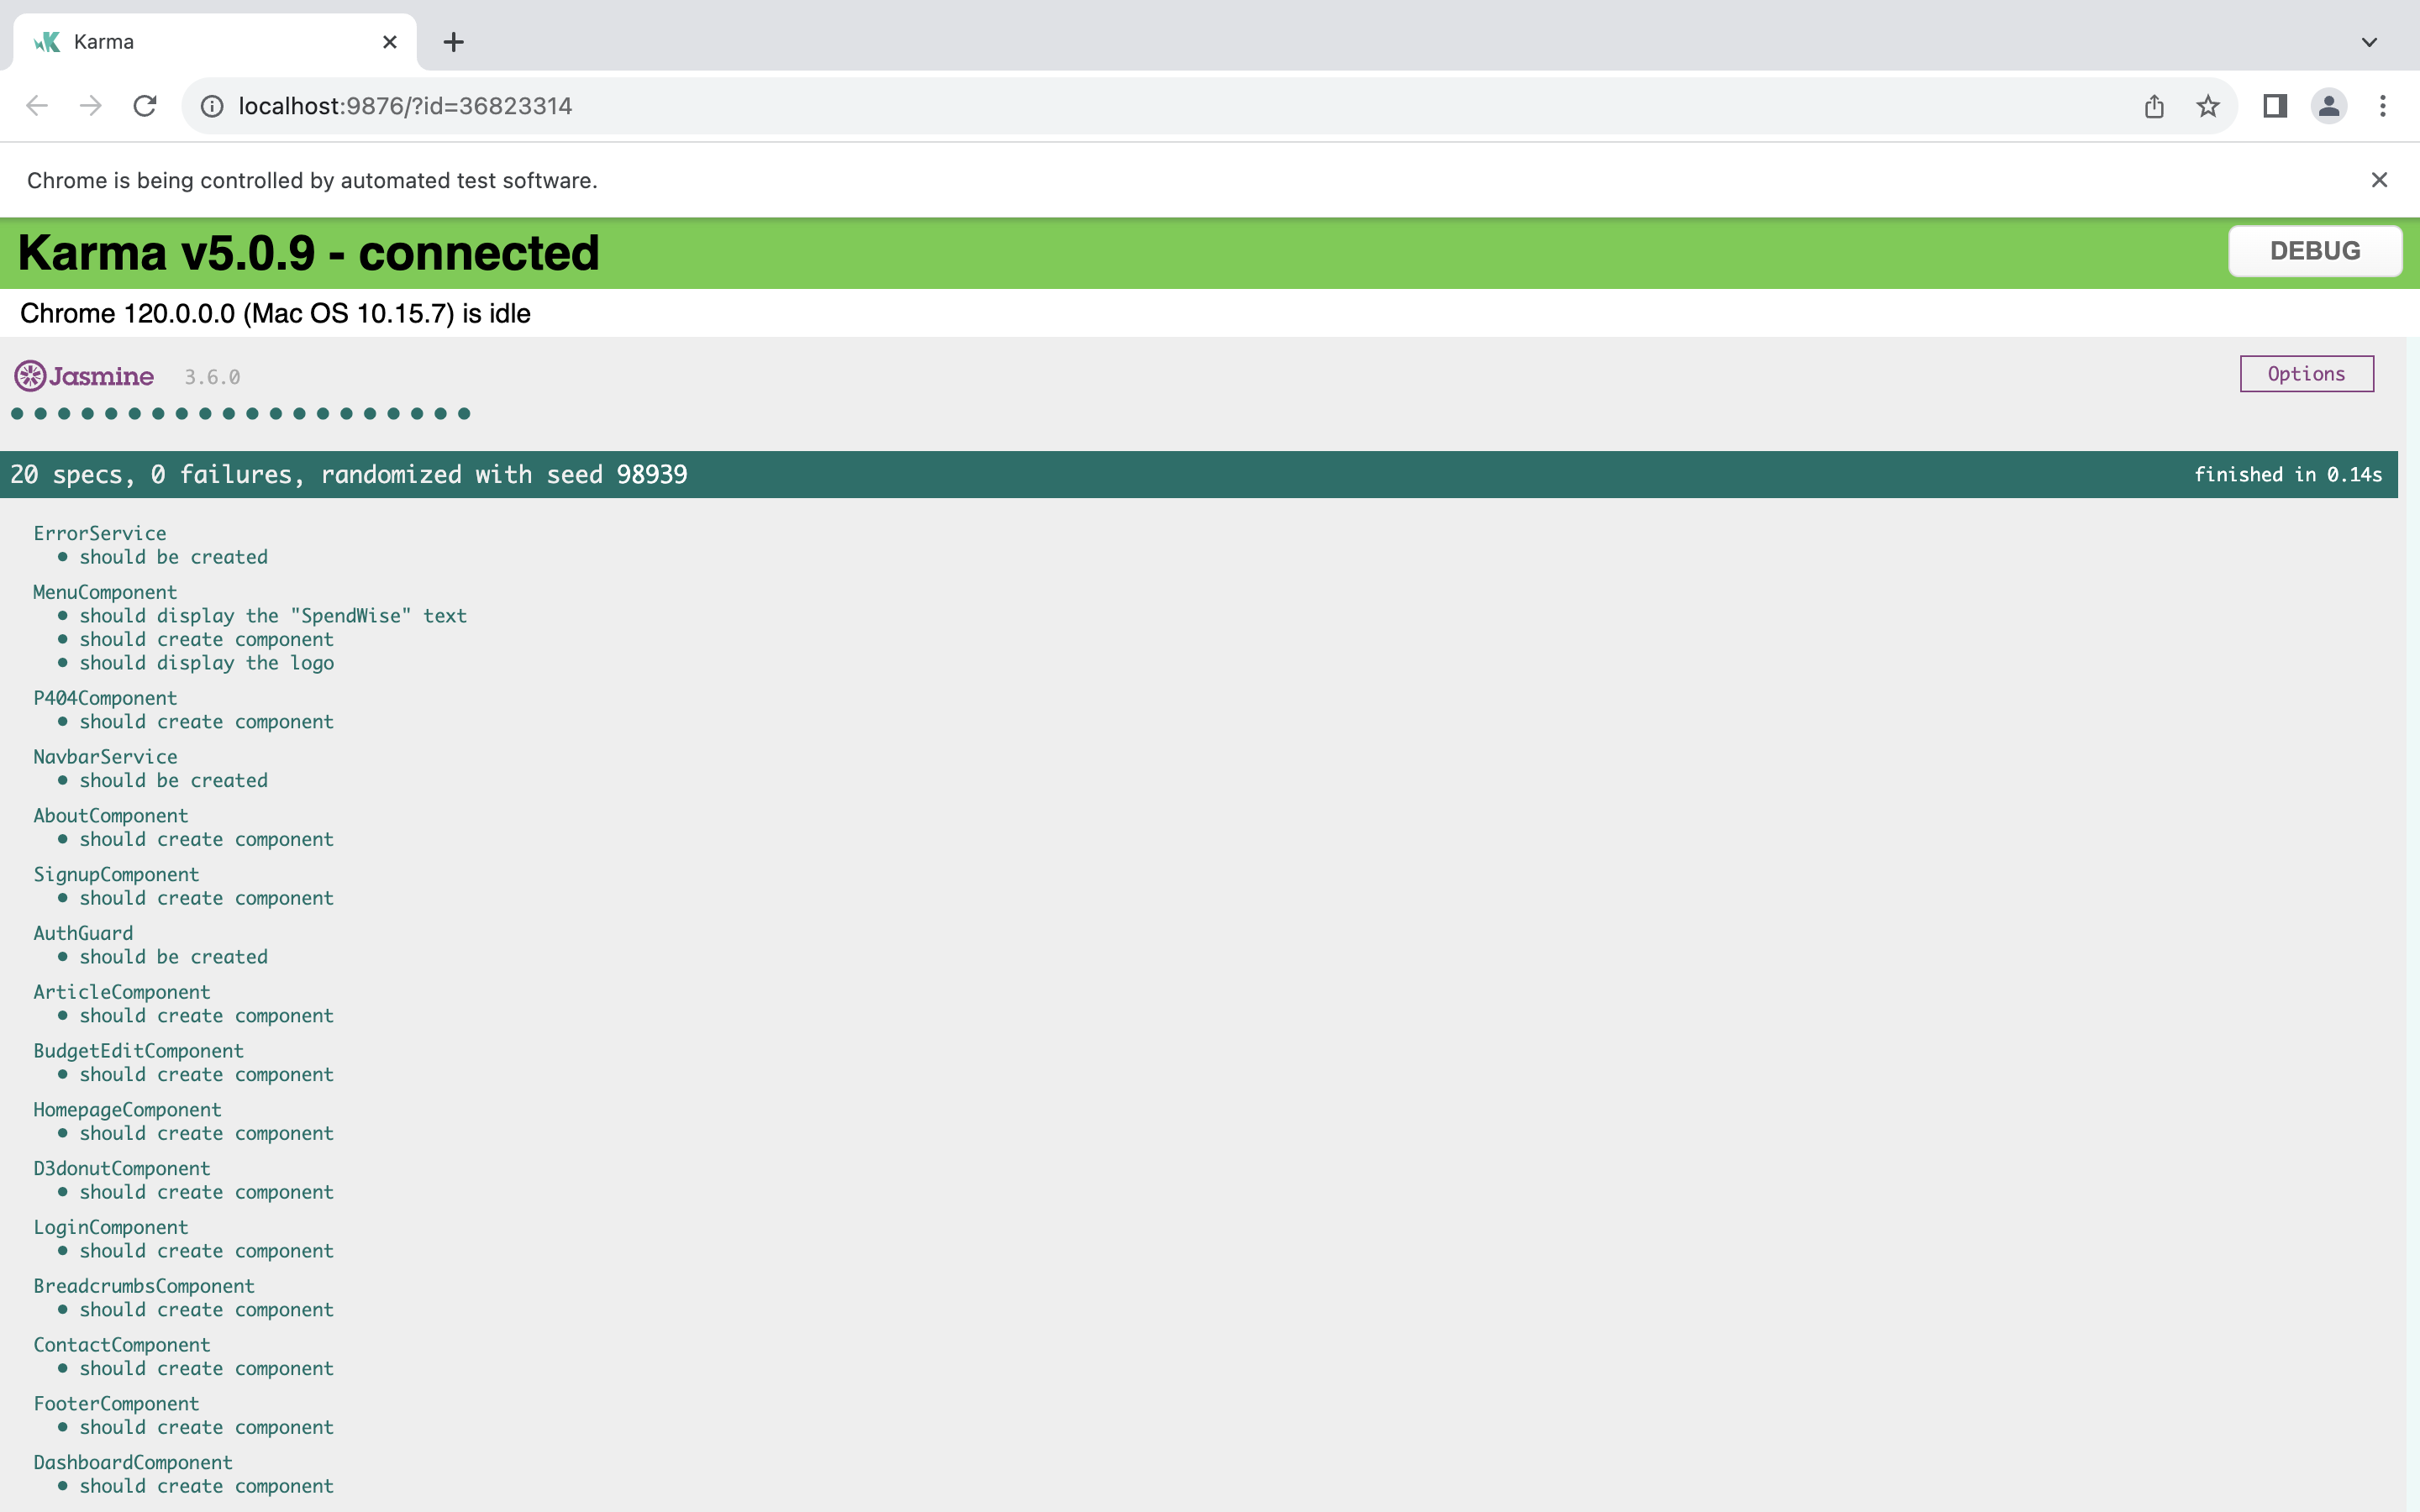 Karma
localhost:9876/?id=36823314
Chrome is being controlled by automated test software.
Karma v5.0.9 - connected
DEBUG
Chrome 120.0.0.0 (Mac OS 10.15.7) is idle
Jasmine 3.6.0
Options
20 specs, 0 failures, randomized with seed 98939
finished in 0.14s
ErrorService
• should be created
MenuComponent
• should display the "SpendWise" text
• should create component
• should display the logo
P404Component
• should create component
NavbarService
• should be created
AboutComponent
• should create component
SignupComponent
• should create component
AuthGuard
• should be created
ArticleComponent
• should create component
BudgetEditComponent
• should create component
HomepageComponent
• should create component
D3donutComponent
• should create component
LoginComponent
• should create component
BreadcrumbsComponent
• should create component
ContactComponent
• should create component
FooterComponent
• should create component
DashboardComponent
• should create component